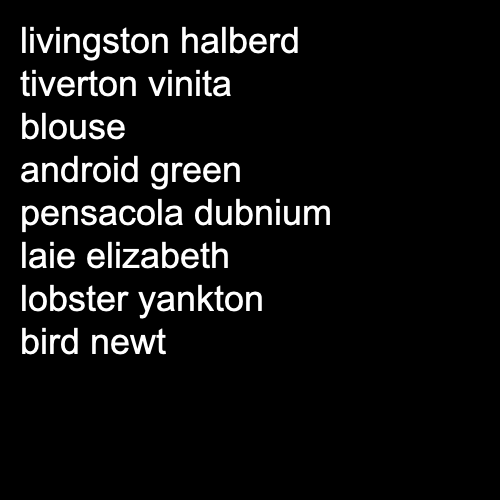 livingston halberd
tiverton vinita
blouse
android green
pensacola dubnium
laie elizabeth
lobster yankton
bird newt